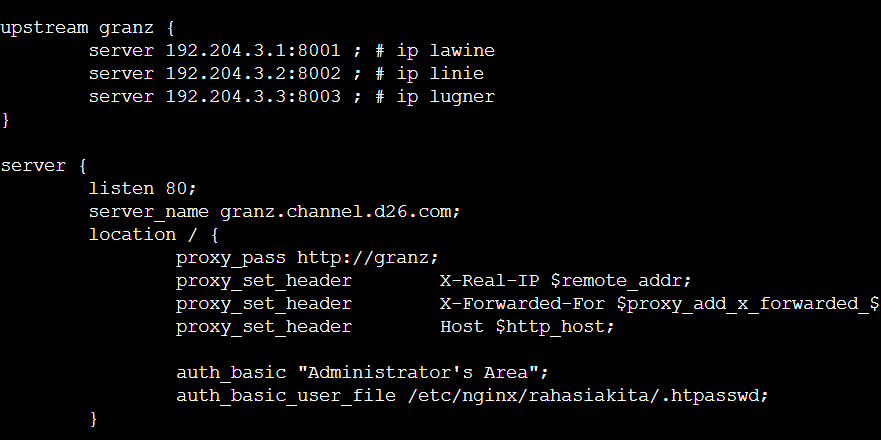 upstream granz {
        server 192.204.3.1:8001 ; # ip lawine
        server 192.204.3.2:8002 ; # ip linie
        server 192.204.3.3:8003 ; # ip lugner
}

server {
        listen 80;
        server_name granz.channel.d26.com;
        location / {
                proxy_pass http://granz;
                proxy_set_header        X-Real-IP $remote_addr;
                proxy_set_header        X-Forwarded-For $proxy_add_x_forwarded_$
                proxy_set_header        Host $http_host;

                auth_basic "Administrator's Area";
                auth_basic_user_file /etc/nginx/rahasiakita/.htpasswd;
        }